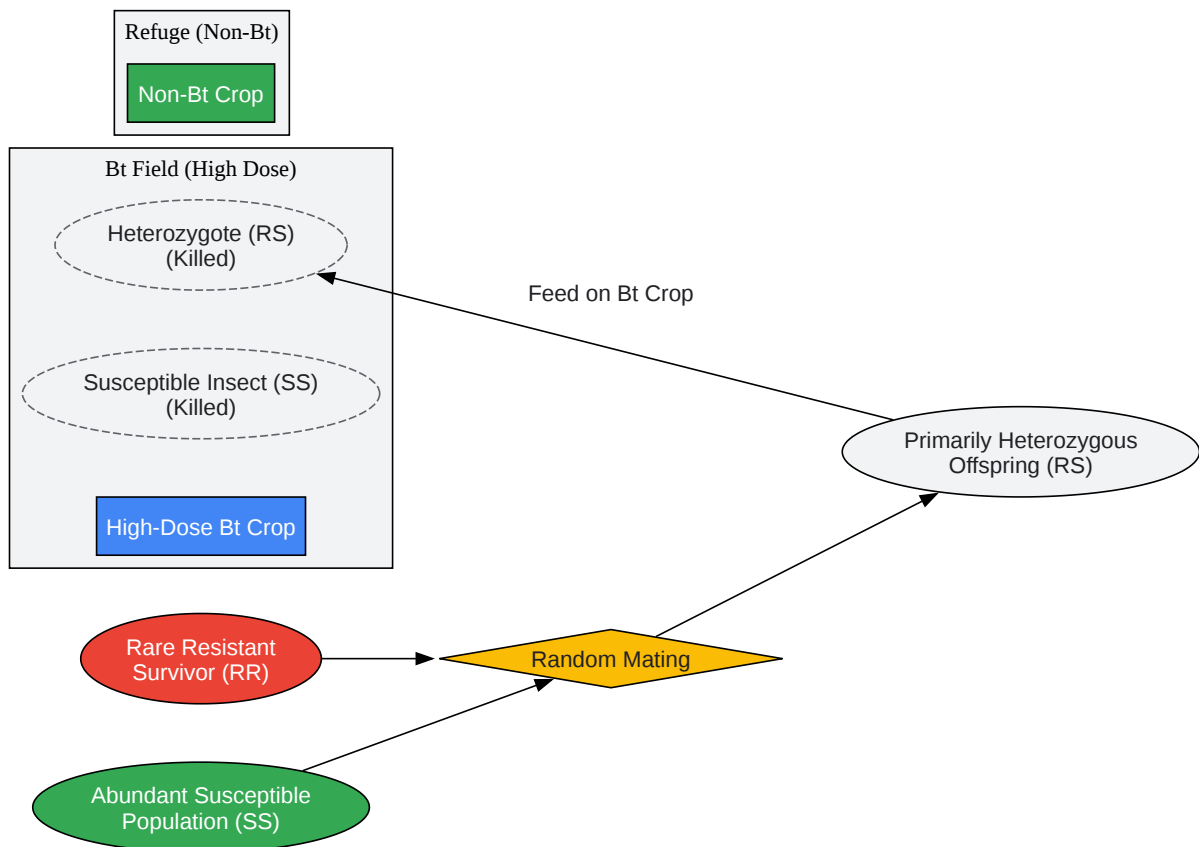 Refuge (Non-Bt)
Non-Bt Crop
Bt Field (High Dose)
Heterozygote (RS)
(Killed)
Feed on Bt Crop
Susceptible Insect (SS)
(Killed)
Primarily Heterozygous
Offspring (RS)
High-Dose Bt Crop
Rare Resistant
Survivor (RR)
Random Mating
Abundant Susceptible
Population (SS)